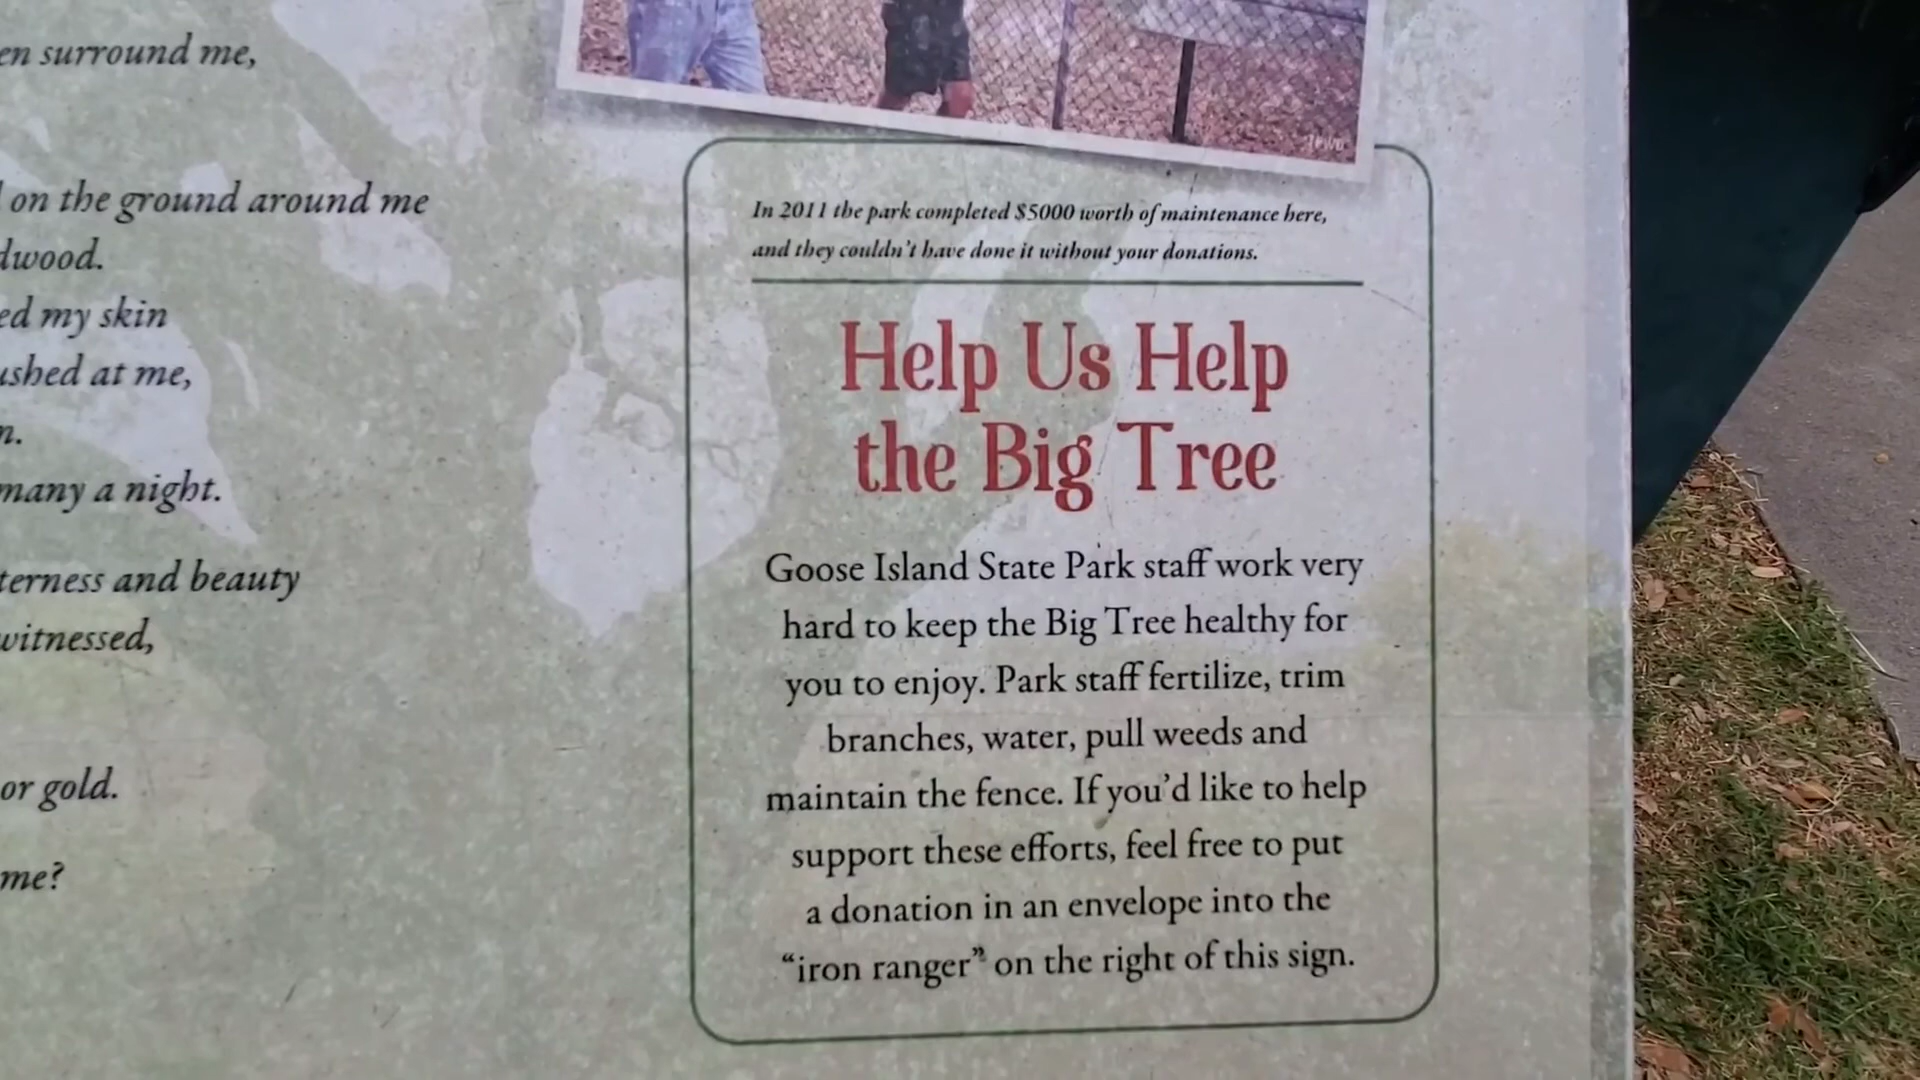 en surround me,
on the ground around me
dwood.
ed my skin
ushed at me,
n.
many a night.
terness and beauty
witnessed,
or gold.
me?
In 2011 the park completed $5000 worth of maintenance here,
and they couldn't have done it without your donations.
Help Us Help
the Big Tree
Goose Island State Park staff work very
hard to keep the Big Tree healthy for
you to enjoy. Park staff fertilize, trim
branches, water, pull weeds and
maintain the fence. If you'd like to help
support these efforts, feel free to put
a donation in an envelope into the
“iron ranger” on the right of this sign.